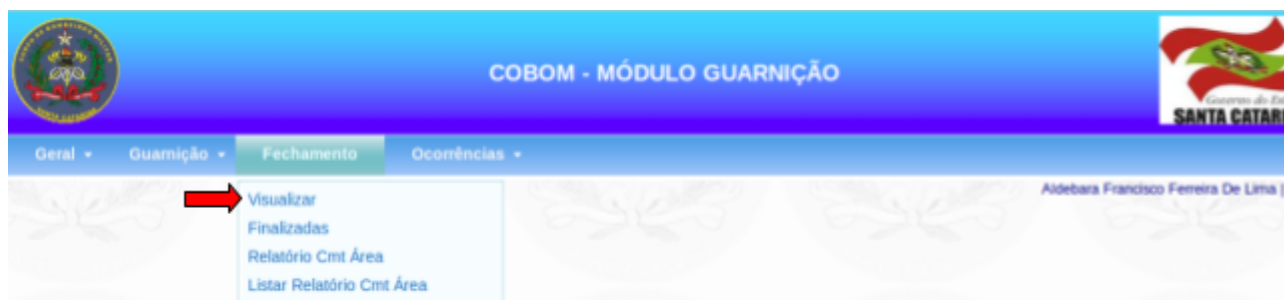 COBOM - MÓDULO GUARNIÇÃO
SANTA CATAR
Geral Guarnição Fechamento Ocorrências
Aldebara Francisco Ferreira De Lima |
Visualizar
Finalizadas
Relatório Cmt Área
Listar Relatório Cmt Área